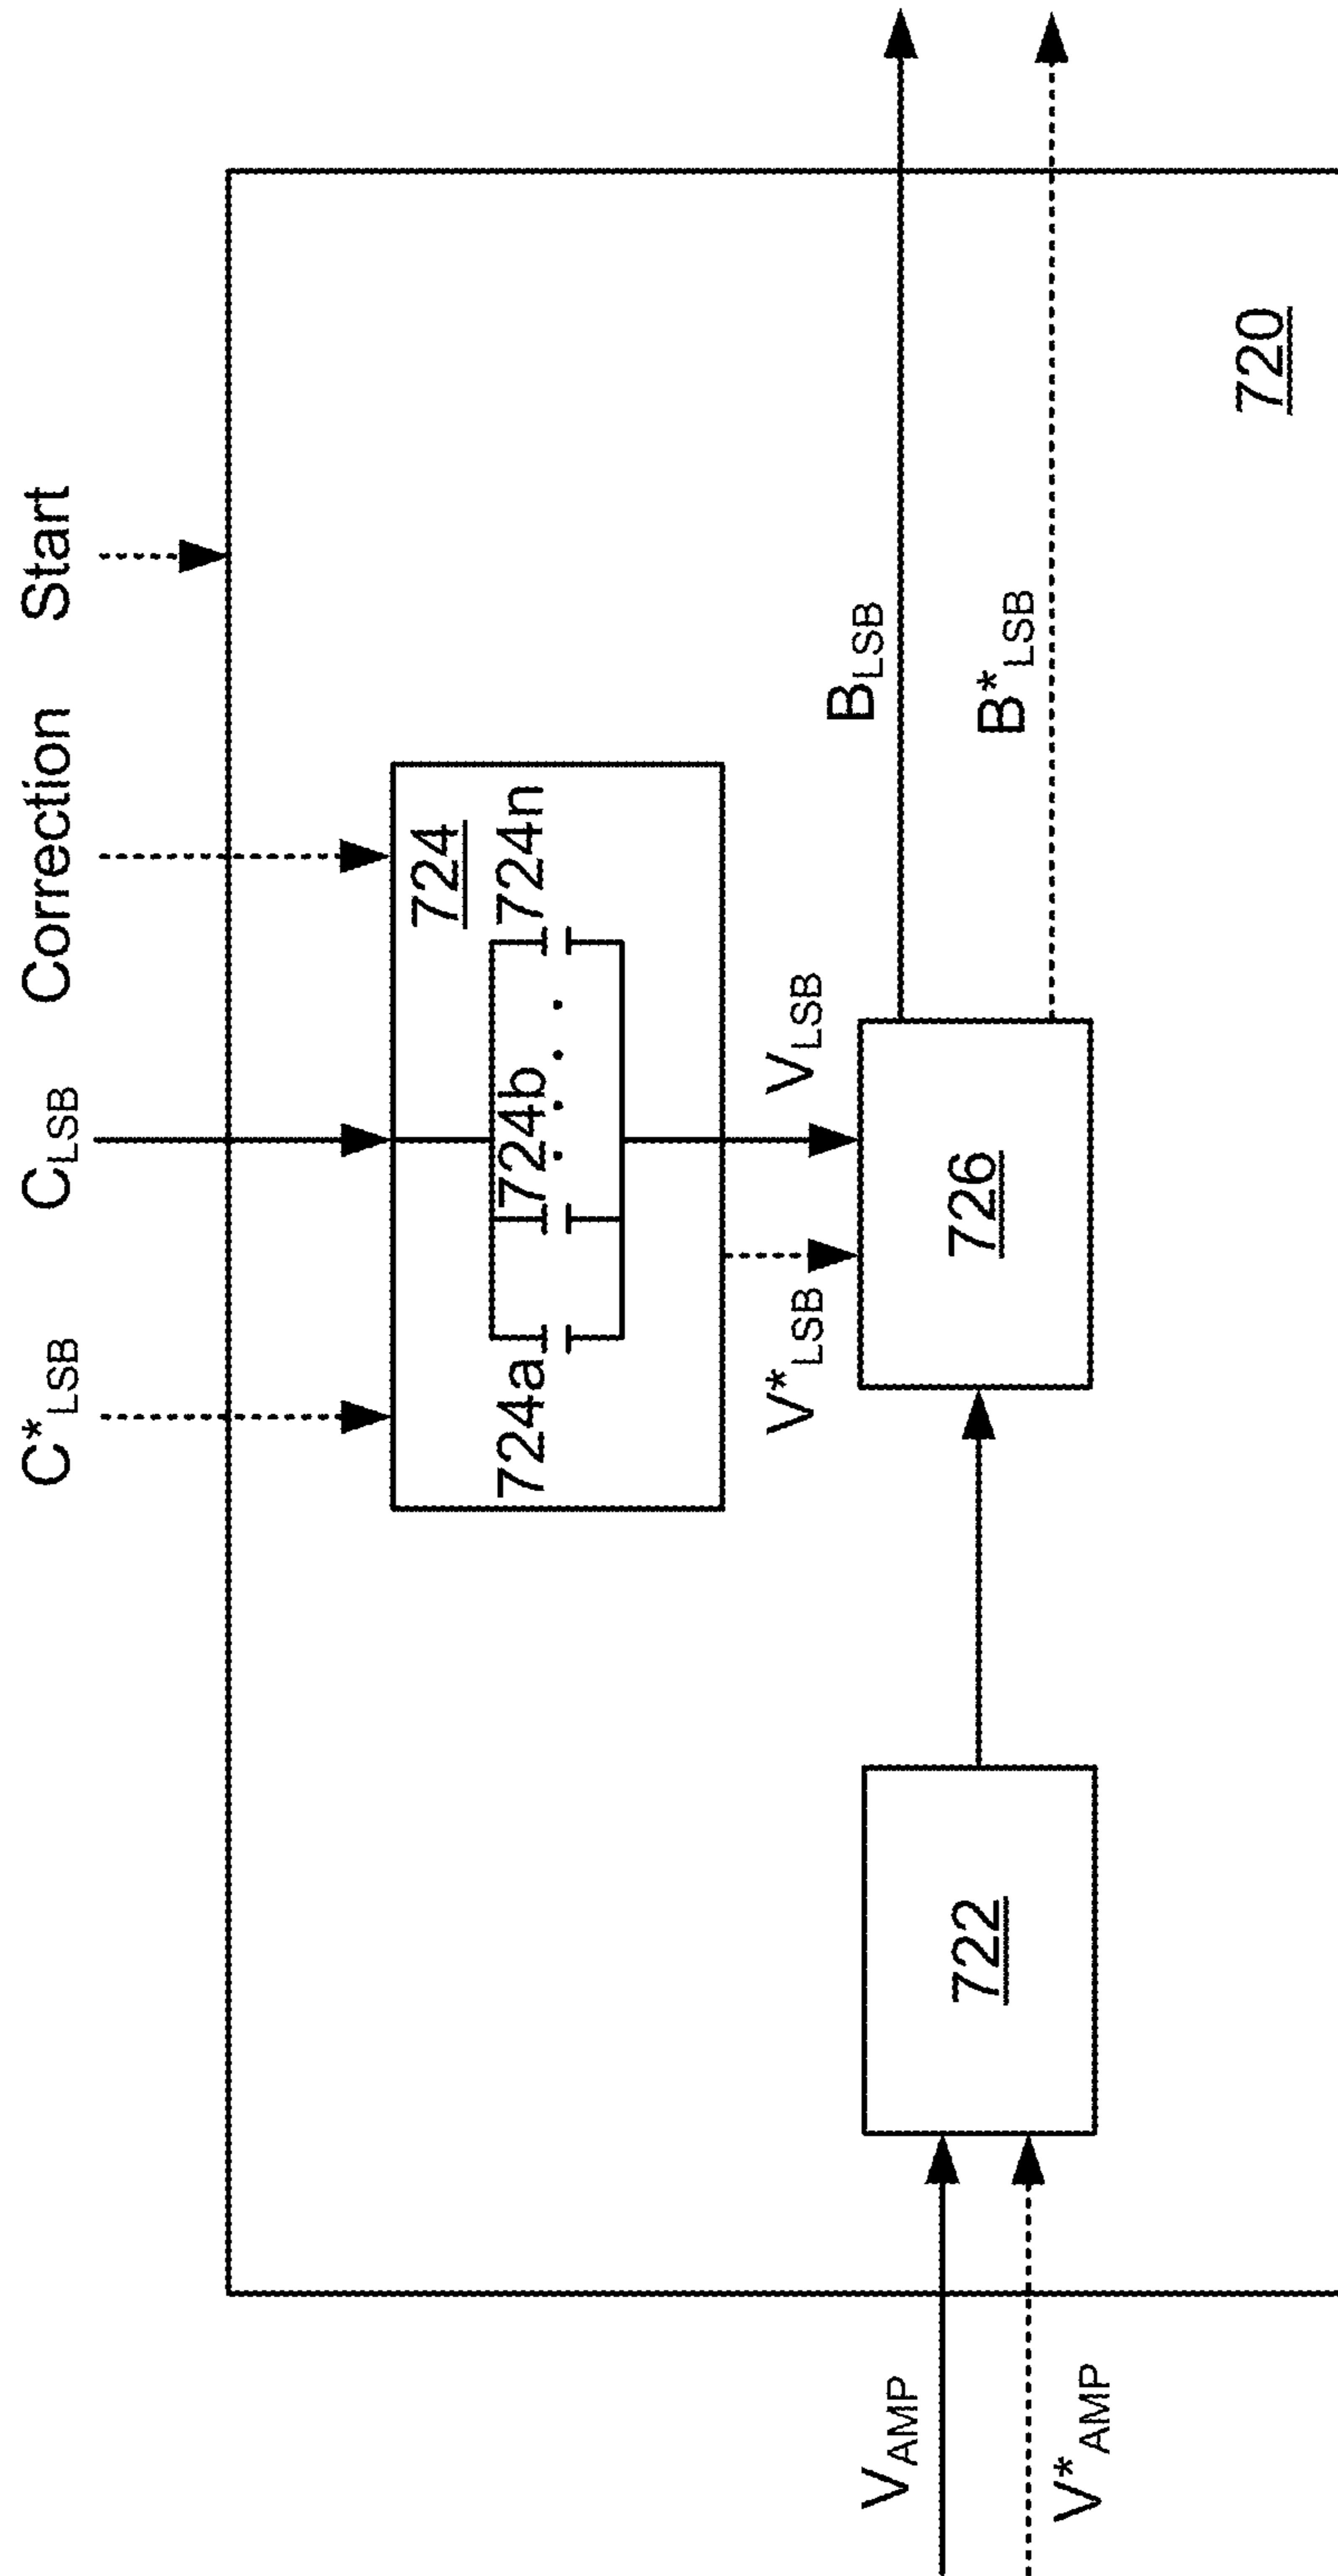 C*LSB
CLSB
Correction
Start
724
724a
724b
724n
V*LSB
VLSB
BLSB
B*LSB
VAMP
V*AMP
722
726
720